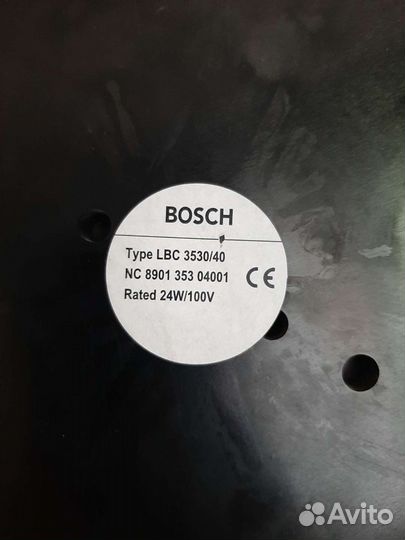 BOSCH
Type LBC 3530/40
NC 8901 353 04001
Rated 24W/100V
CE
Avito